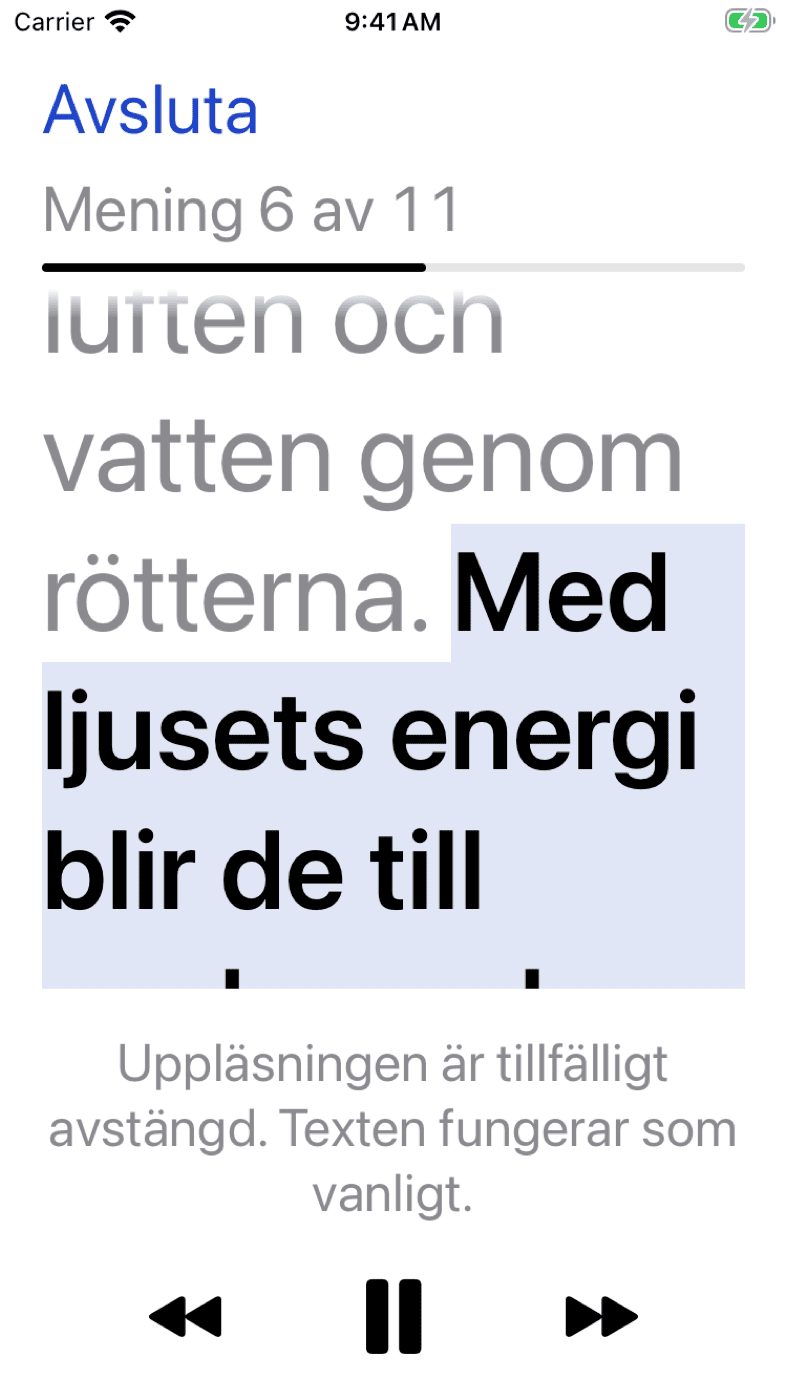 Carrier
9:41 AM
Avsluta
Mening 6 av 11
luften och
vatten genom
rötterna. Med
ljusets energi
blir de till
Uppläsningen är tillfälligt
avstängd. Texten fungerar som
vanligt.